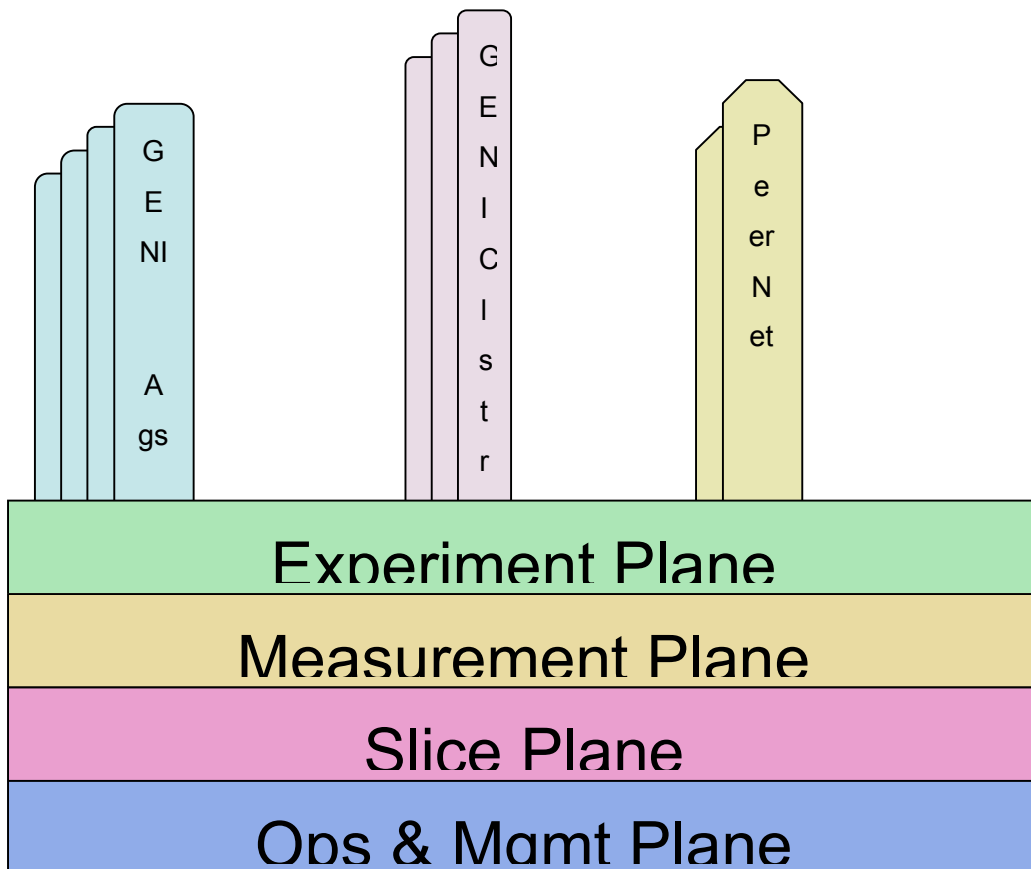 G
E
NI
A
gs
G
E
N
I
C
l
s
t
r
P
e
er
N
et
Experiment Plane
Measurement Plane
Slice Plane
Ops & Mgmt Plane